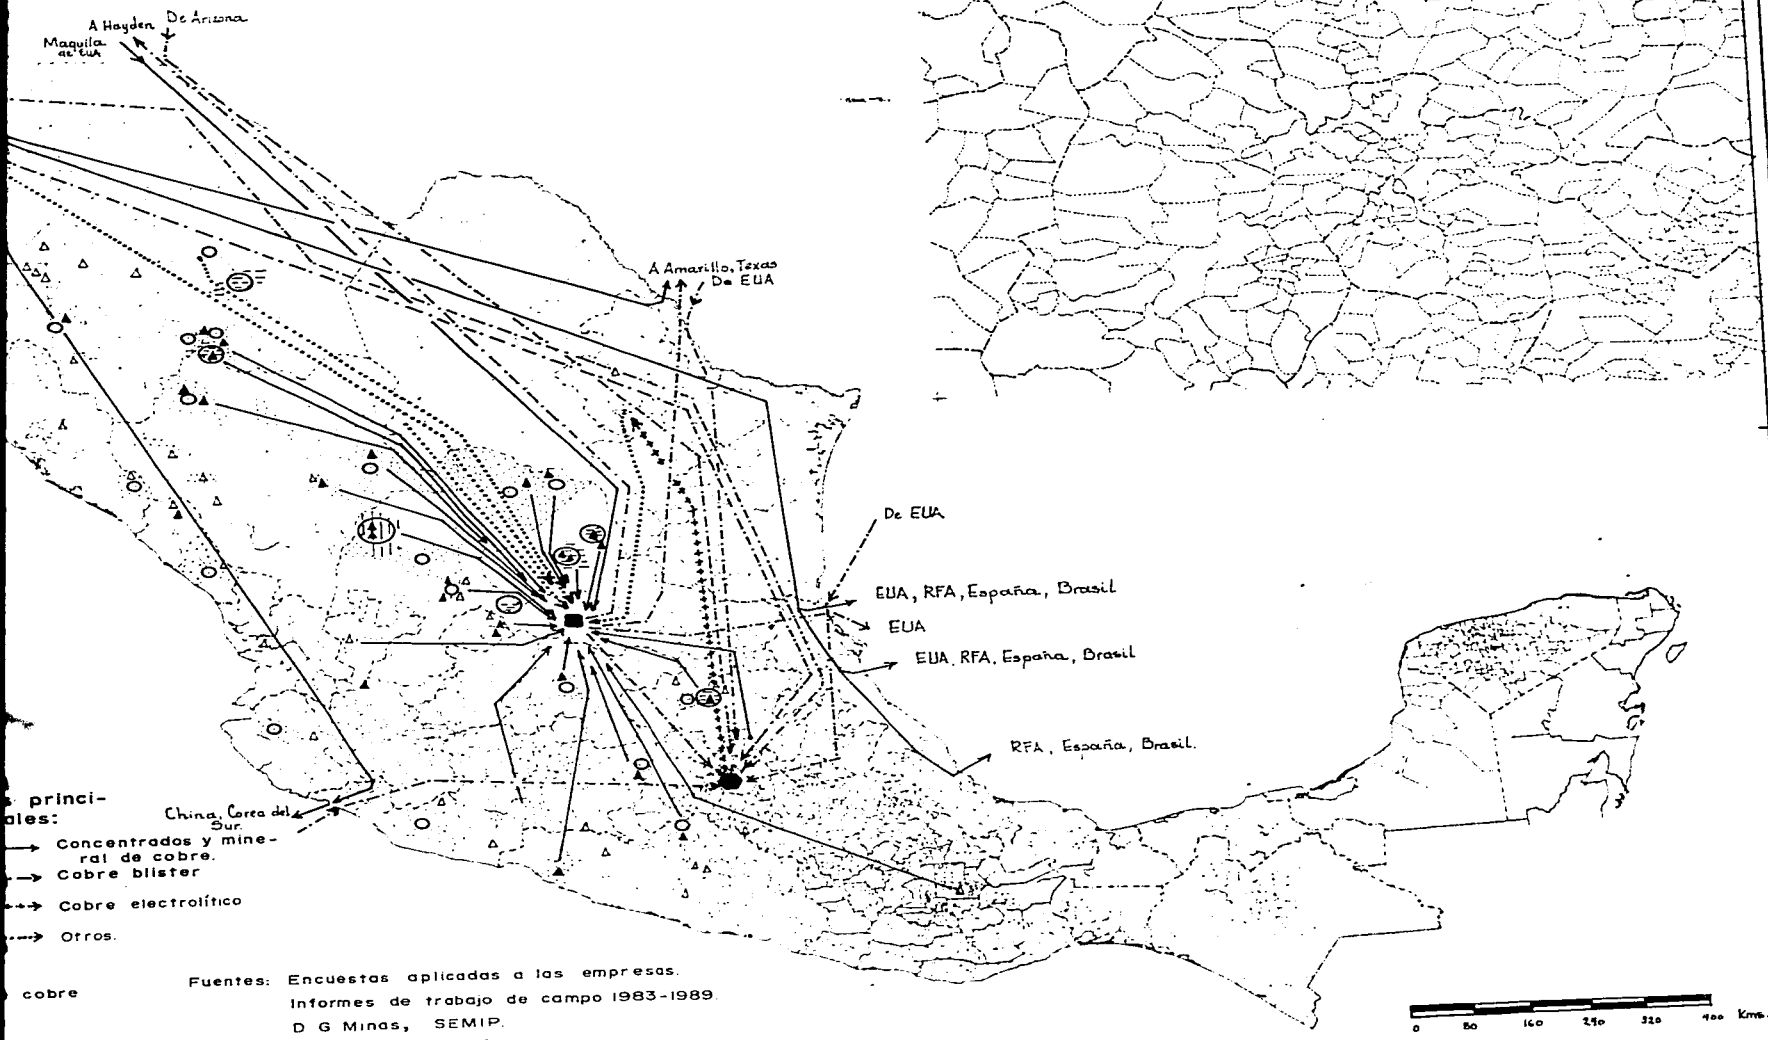 A Hayden
De Arizona
Maquila
de EUA
A Amarillo, Texas
De EUA
De EUA
EUA, RFA, España, Brasil
EUA
EUA, RFA, España, Brasil
RFA, España, Brasil.
China, Corea del
Sur.
s princi-
ales:
Concentrados y mine-
ral de cobre.
Cobre blister
Cobre electrolítico
Otros.
cobre
Fuentes: Encuestas aplicadas a las empresas.
Informes de trabajo de campo 1983-1989.
D G Minas, SEMIP.
0 80 160 240 320 400 Kms.